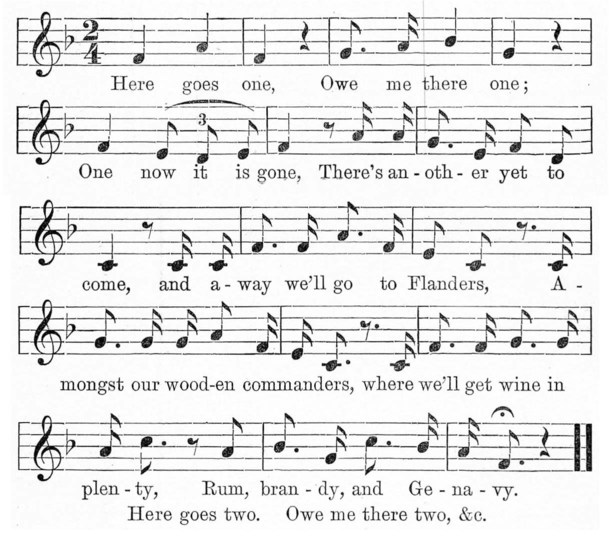 2
4
Here goes one, Owe me there one;
3
One now it is gone, There's an - oth - er yet to
come, and a - way we'll go to Flanders, A -
mongst our wood-en commanders, where we'll get wine in
plen - ty, Rum, bran - dy, and Ge - na - vy.
Here goes two. Owe me there two, &c.